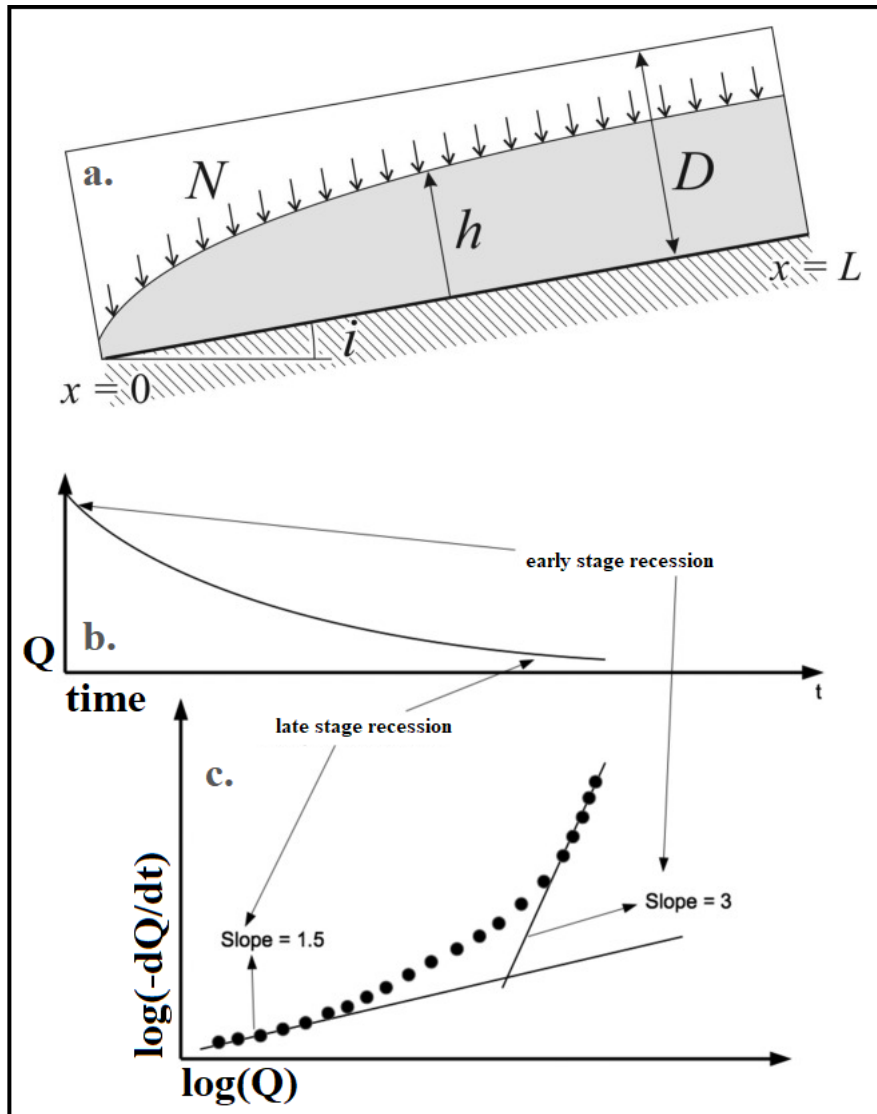 a.
N
D
h
x = L
i
x = 0
early stage recession
b.
Q
time
t
late stage recession
c.
log(-dQ/dt)
Slope = 1.5
Slope = 3
log(Q)